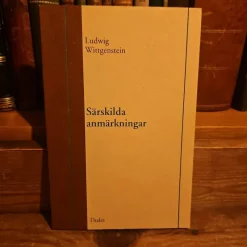 Ludwig
Wittgenstein
Särskilda
anmärkningar
Thales